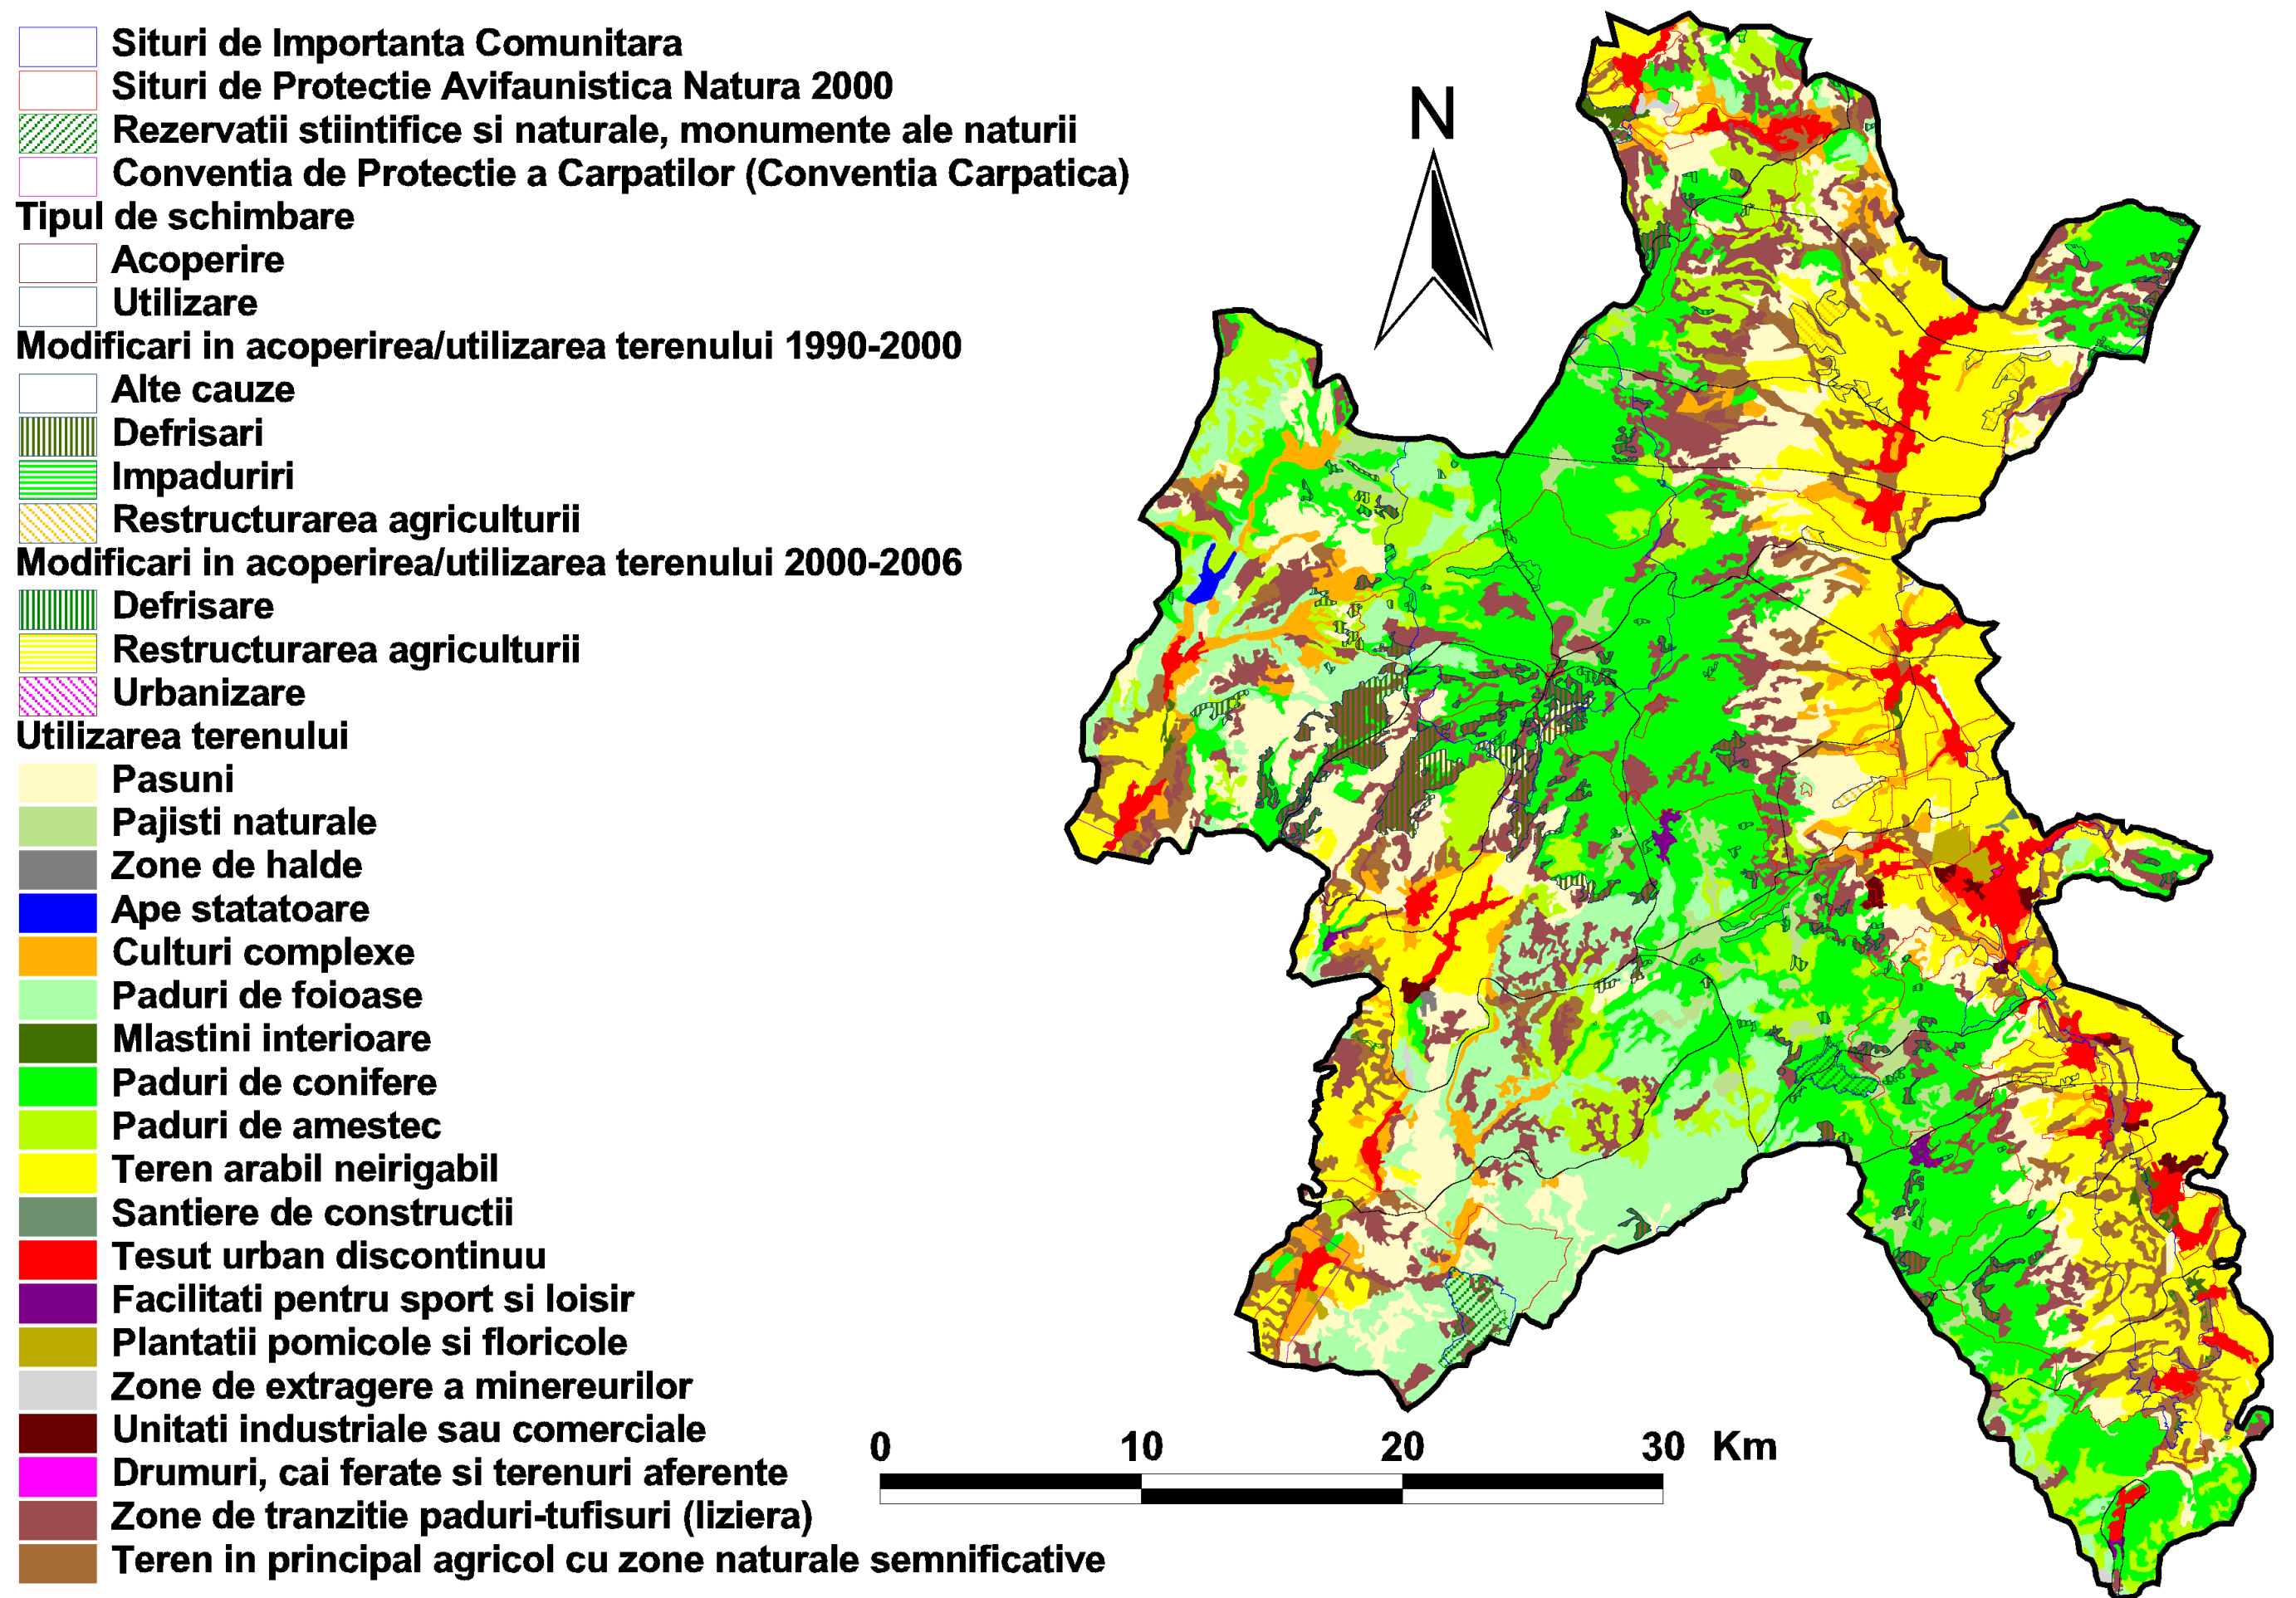 Situri de Importanta Comunitara
Situri de Protectie Avifaunistica Natura 2000
Rezervatii stiintifice si naturale, monumente ale naturii
Conventia de Protectie a Carpatilor (Conventia Carpatica)
Tipul de schimbare
Acoperire
Utilizare
Modificari in acoperirea/utilizarea terenului 1990-2000
Alte cauze
Defrisari
Impaduriri
Restructurarea agriculturii
Modificari in acoperirea/utilizarea terenului 2000-2006
Defrisare
Restructurarea agriculturii
Urbanizare
Utilizarea terenului
Pasuni
Pajisti naturale
Zone de halde
Ape statatoare
Culturi complexe
Paduri de foioase
Mlastini interioare
Paduri de conifere
Paduri de amestec
Teren arabil neirigabil
Santiere de constructii
Tesut urban discontinuu
Facilitati pentru sport si loisir
Plantatii pomicole si floricole
Zone de extragere a minereurilor
Unitati industriale sau comerciale
Drumuri, cai ferate si terenuri aferente
Zone de tranzitie paduri-tufisuri (liziera)
Teren in principal agricol cu zone naturale semnificative
N
0 10 20 30 Km